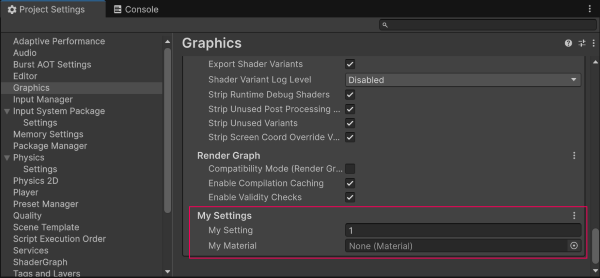 Project Settings
Console
Adaptive Performance
Audio
Burst AOT Settings
Editor
Graphics
Input Manager
Input System Package
Settings
Memory Settings
Package Manager
Physics
Settings
Physics 2D
Player
Preset Manager
Quality
Scene Template
Script Execution Order
Services
ShaderGraph
Tags and Layers
Graphics
Export Shader Variants
Shader Variant Log Level Disabled
Strip Runtime Debug Shaders
Strip Unused Post Processing ...
Strip Unused Variants
Strip Screen Coord Override V...
Render Graph
Compatibility Mode (Render Gr...
Enable Compilation Caching
Enable Validity Checks
My Settings
My Setting 1
My Material None (Material)